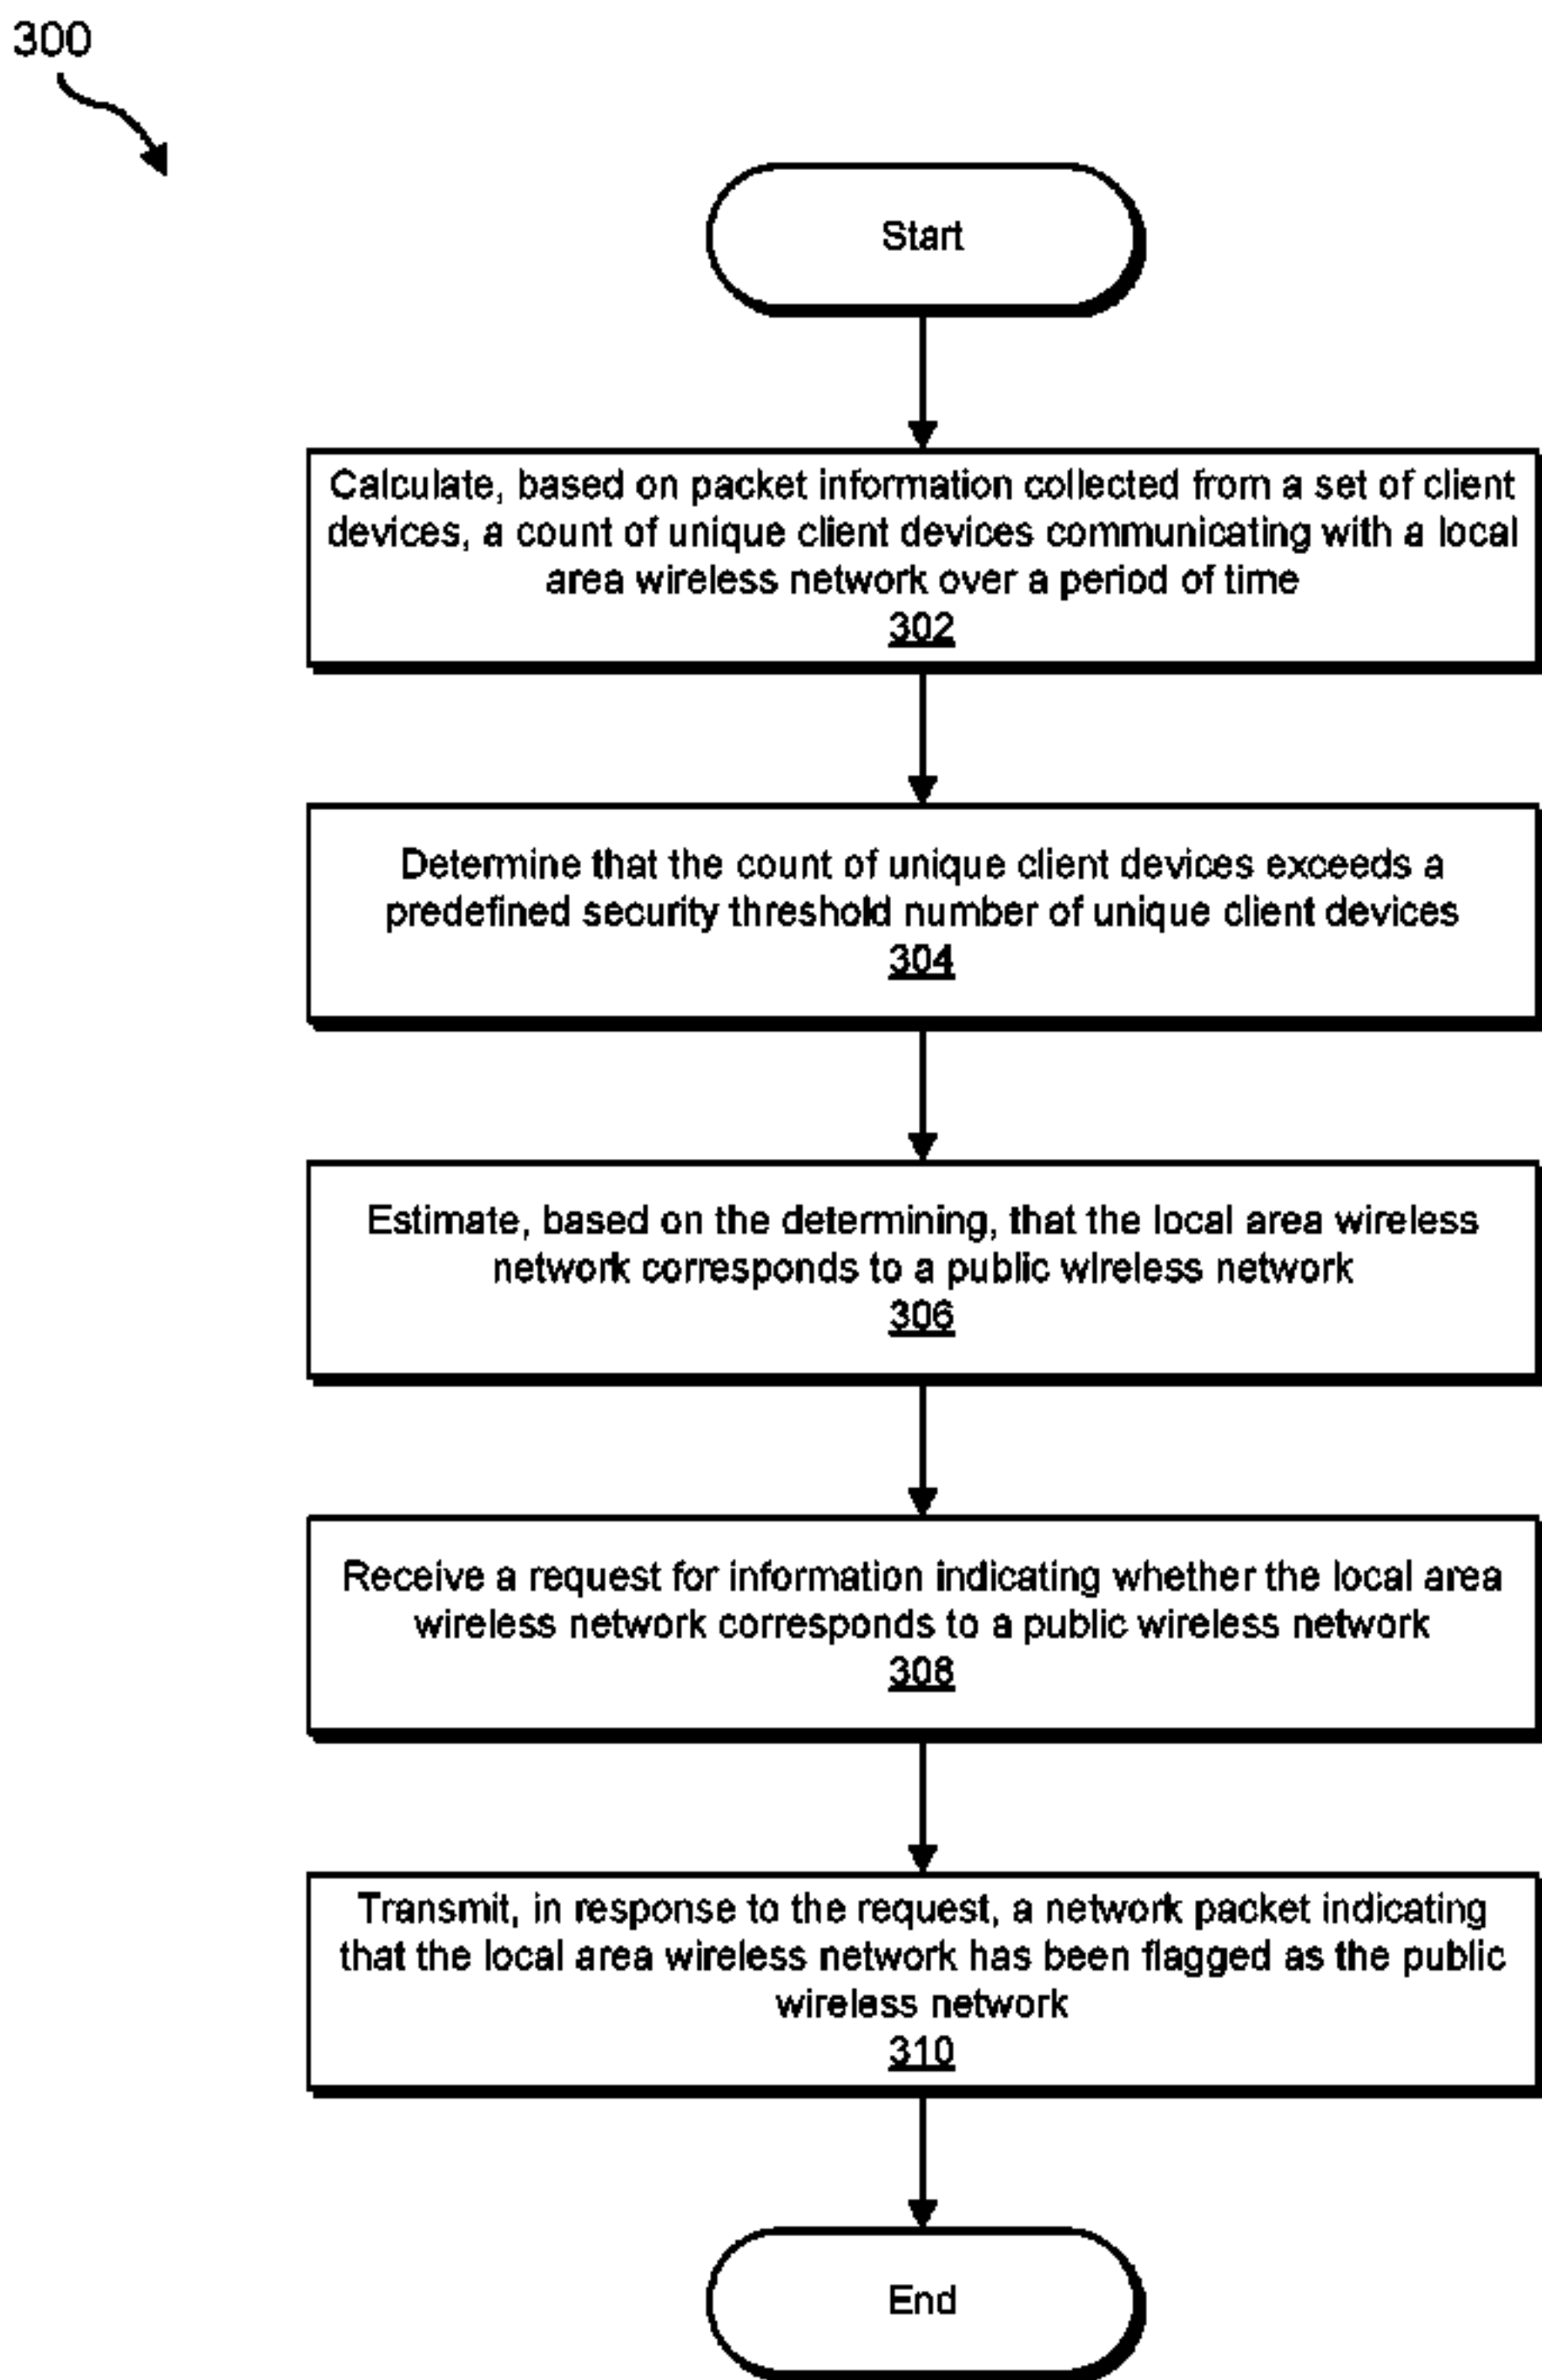 300
Start
Calculate, based on packet information collected from a set of client
devices, a count of unique client devices communicating with a local
area wireless network over a period of time
302
Determine that the count of unique client devices exceeds a
predefined security threshold number of unique client devices
304
Estimate, based on the determining, that the local area wireless
network corresponds to a public wireless network
306
Receive a request for information indicating whether the local area
wireless network corresponds to a public wireless network
308
Transmit, in response to the request, a network packet indicating
that the local area wireless network has been flagged as the public
wireless network
310
End